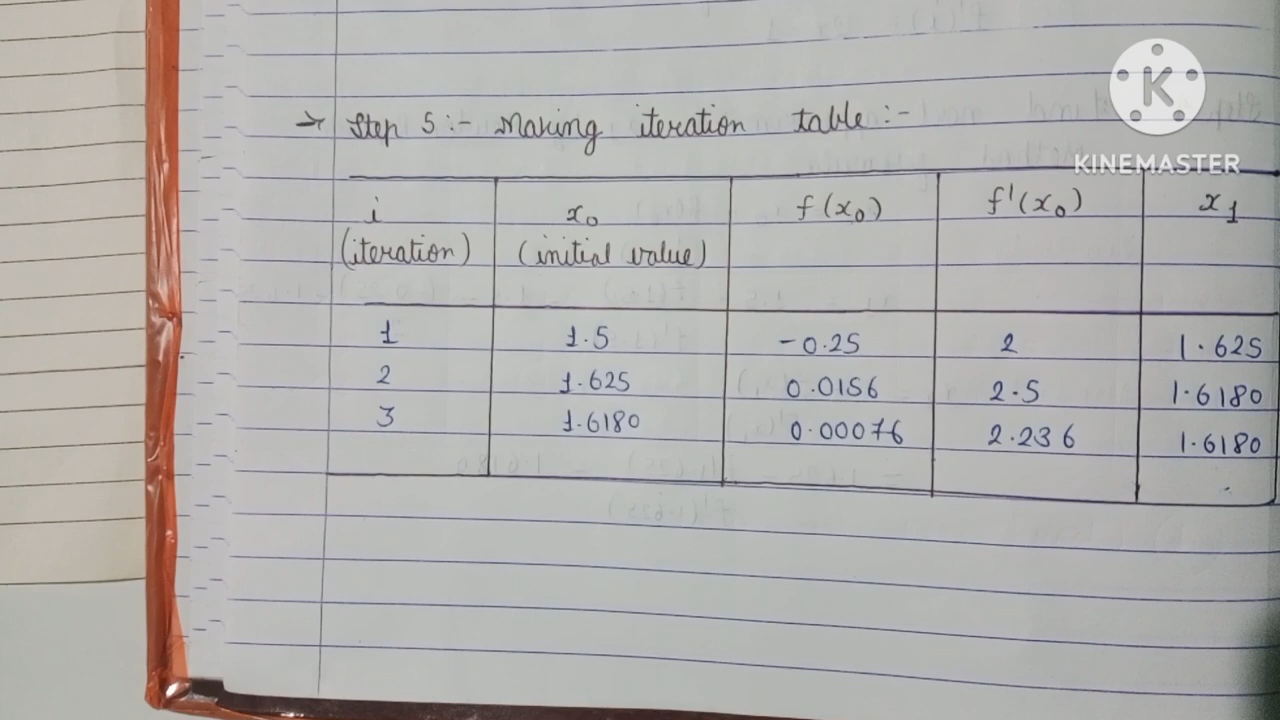 → Step 5:- Making iteration table:-
KINEMASTER
i x₀ f(x₀) f'(x₀) x₁
(iteration) (initial value)
1 1.5 -0.25 2 1.625
2 1.625 0.0156 2.5 1.6180
3 1.6180 0.00076 2.236 1.6180